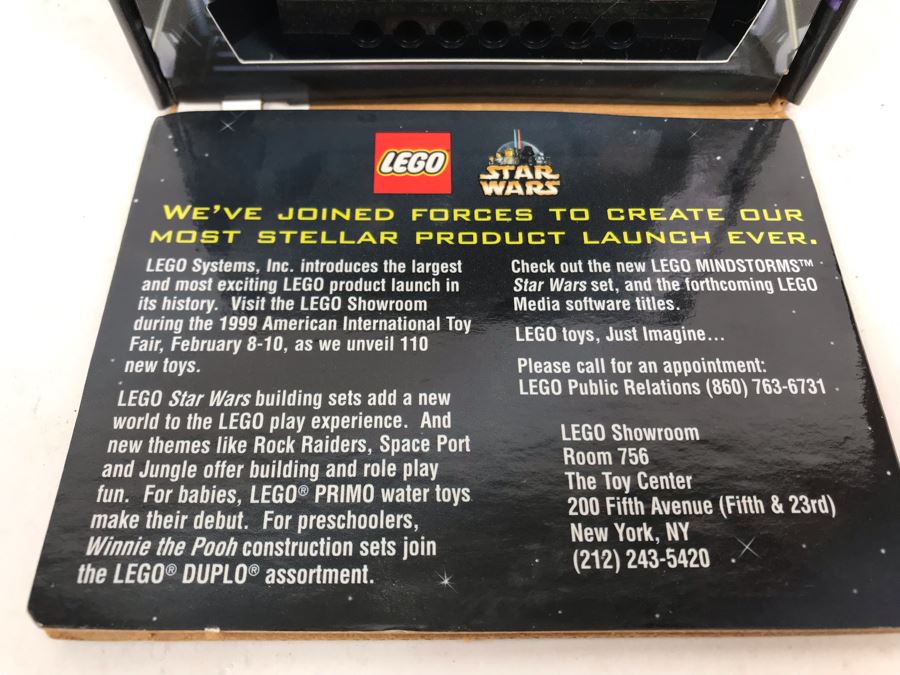 LEGO
STAR WARS
WE'VE JOINED FORCES TO CREATE OUR
MOST STELLAR PRODUCT LAUNCH EVER.
LEGO Systems, Inc. introduces the largest
and most exciting LEGO product launch in
its history. Visit the LEGO Showroom
during the 1999 American International Toy
Fair, February 8-10, as we unveil 110
new toys.
LEGO Star Wars building sets add a new
world to the LEGO play experience. And
new themes like Rock Raiders, Space Port
and Jungle offer building and role play
fun. For babies, LEGO® PRIMO water toys
make their debut. For preschoolers,
Winnie the Pooh construction sets join
the LEGO® DUPLO® assortment.
Check out the new LEGO MINDSTORMS™
Star Wars set, and the forthcoming LEGO
Media software titles.
LEGO toys, Just Imagine...
Please call for an appointment:
LEGO Public Relations (860) 763-6731
LEGO Showroom
Room 756
The Toy Center
200 Fifth Avenue (Fifth & 23rd)
New York, NY
(212) 243-5420